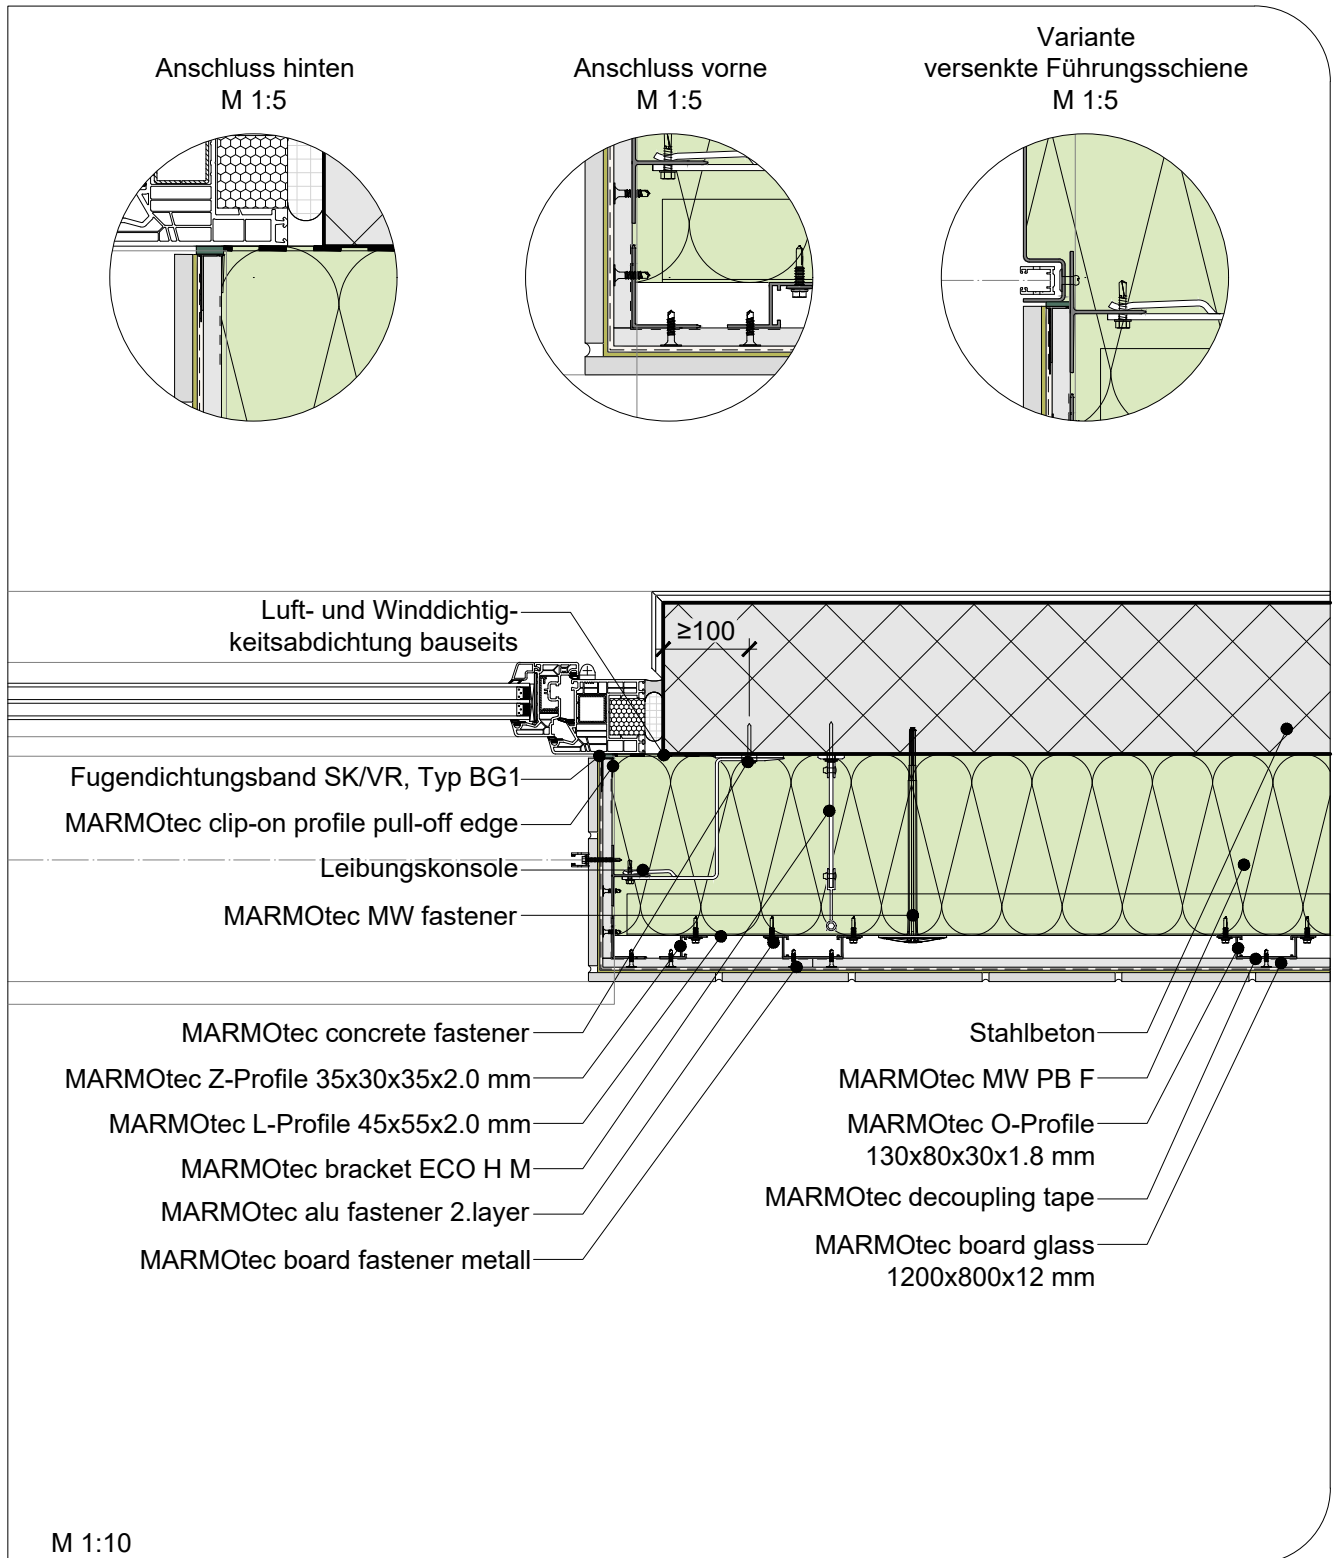 Anschluss hinten
M 1:5
Anschluss vorne
M 1:5
Variante
versenkte Führungsschiene
M 1:5
Luft- und Winddichtig-
keitsabdichtung bauseits
≥100
Fugendichtungsband SK/VR, Typ BG1
MARMOtec clip-on profile pull-off edge
Leibungskonsole
MARMOtec MW fastener
MARMOtec concrete fastener
MARMOtec Z-Profile 35x30x35x2.0 mm
MARMOtec L-Profile 45x55x2.0 mm
MARMOtec bracket ECO H M
MARMOtec alu fastener 2.layer
MARMOtec board fastener metall
Stahlbeton
MARMOtec MW PB F
MARMOtec O-Profile
130x80x30x1.8 mm
MARMOtec decoupling tape
MARMOtec board glass
1200x800x12 mm
M 1:10